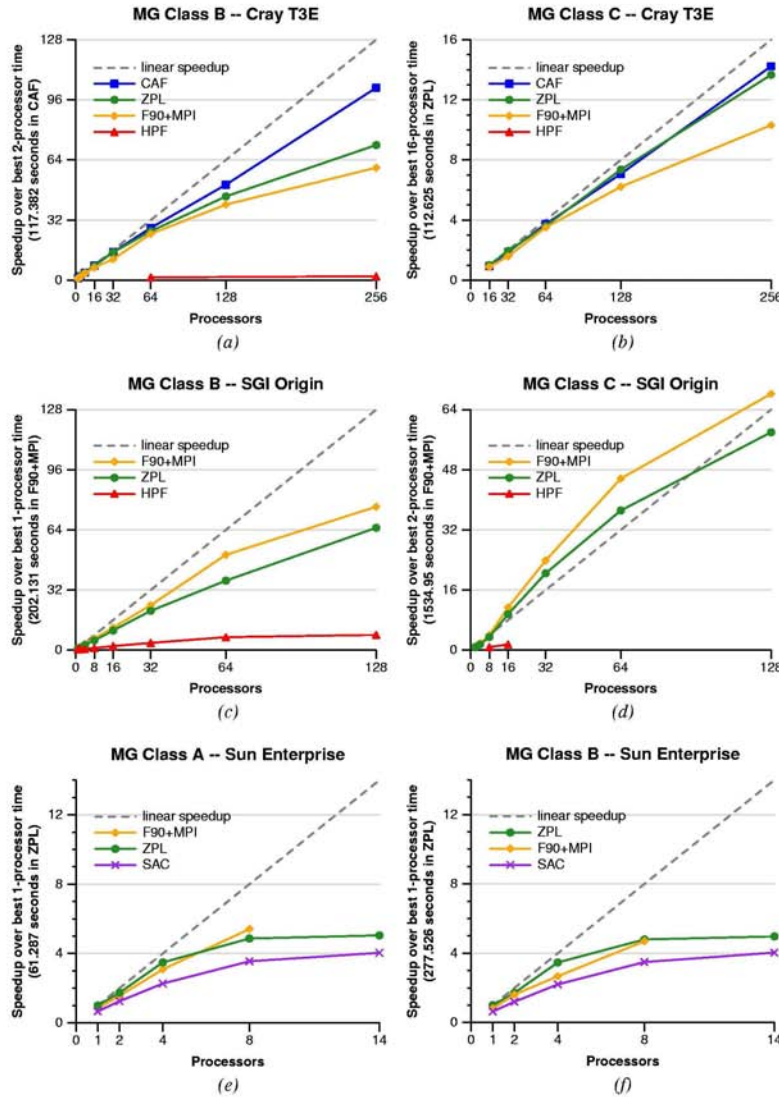 MG Class B -- Cray T3E
Speedup over best 2-processor time
(117.382 seconds in CAF)
128
96
64
32
0
linear speedup
CAF
ZPL
F90+MPI
HPF
0 16 32 64 128 256
Processors
(a)
MG Class C -- Cray T3E
Speedup over best 16-processor time
(112.625 seconds in ZPL)
16
12
8
4
0
linear speedup
CAF
ZPL
F90+MPI
16 32 64 128 256
Processors
(b)
MG Class B -- SGI Origin
Speedup over best 1-processor time
(202.131 seconds in F90+MPI)
128
96
64
32
0
linear speedup
F90+MPI
ZPL
HPF
0 8 16 32 64 128
Processors
(c)
MG Class C -- SGI Origin
Speedup over best 2-processor time
(1534.95 seconds in F90+MPI)
64
48
32
16
0
linear speedup
F90+MPI
ZPL
HPF
0 8 16 32 64 128
Processors
(d)
MG Class A -- Sun Enterprise
Speedup over best 1-processor time
(61.287 seconds in ZPL)
12
8
4
0
linear speedup
F90+MPI
ZPL
SAC
0 1 2 4 8 14
Processors
(e)
MG Class B -- Sun Enterprise
Speedup over best 1-processor time
(277.526 seconds in ZPL)
12
8
4
0
linear speedup
ZPL
F90+MPI
SAC
0 1 2 4 8 14
Processors
(f)